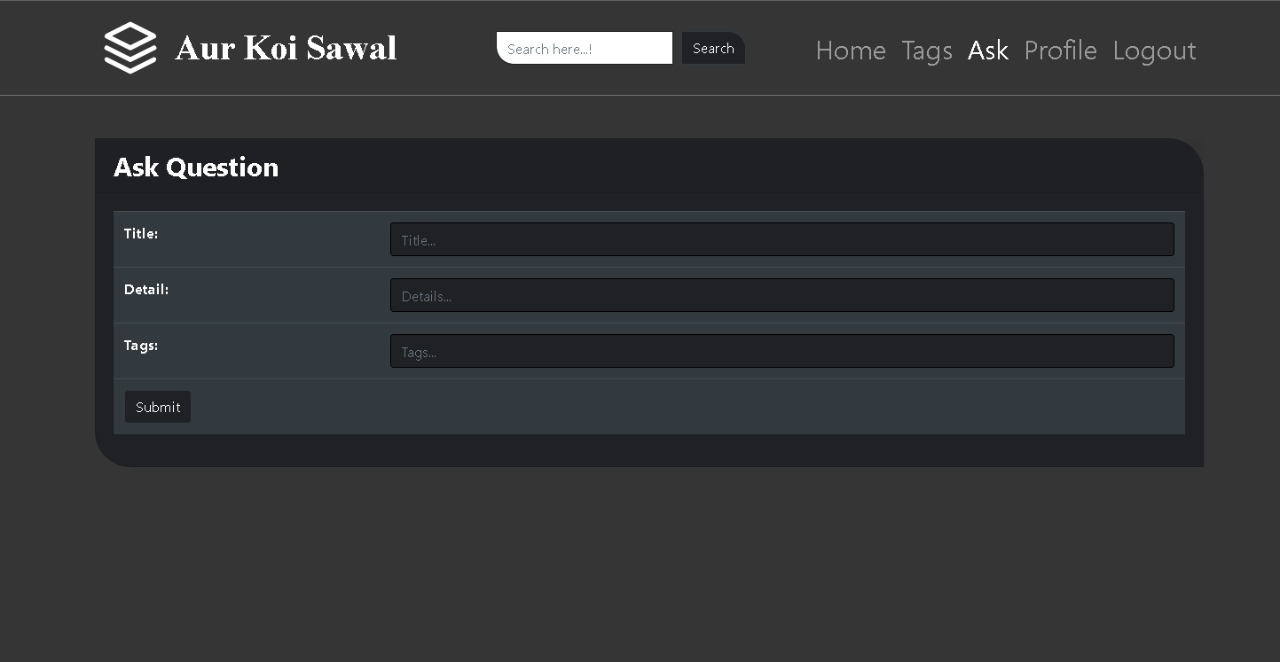 Aur Koi Sawal
Search here...!
Search
Home Tags Ask Profile Logout
Ask Question
Title:
Title...
Detail:
Details...
Tags:
Tags...
Submit